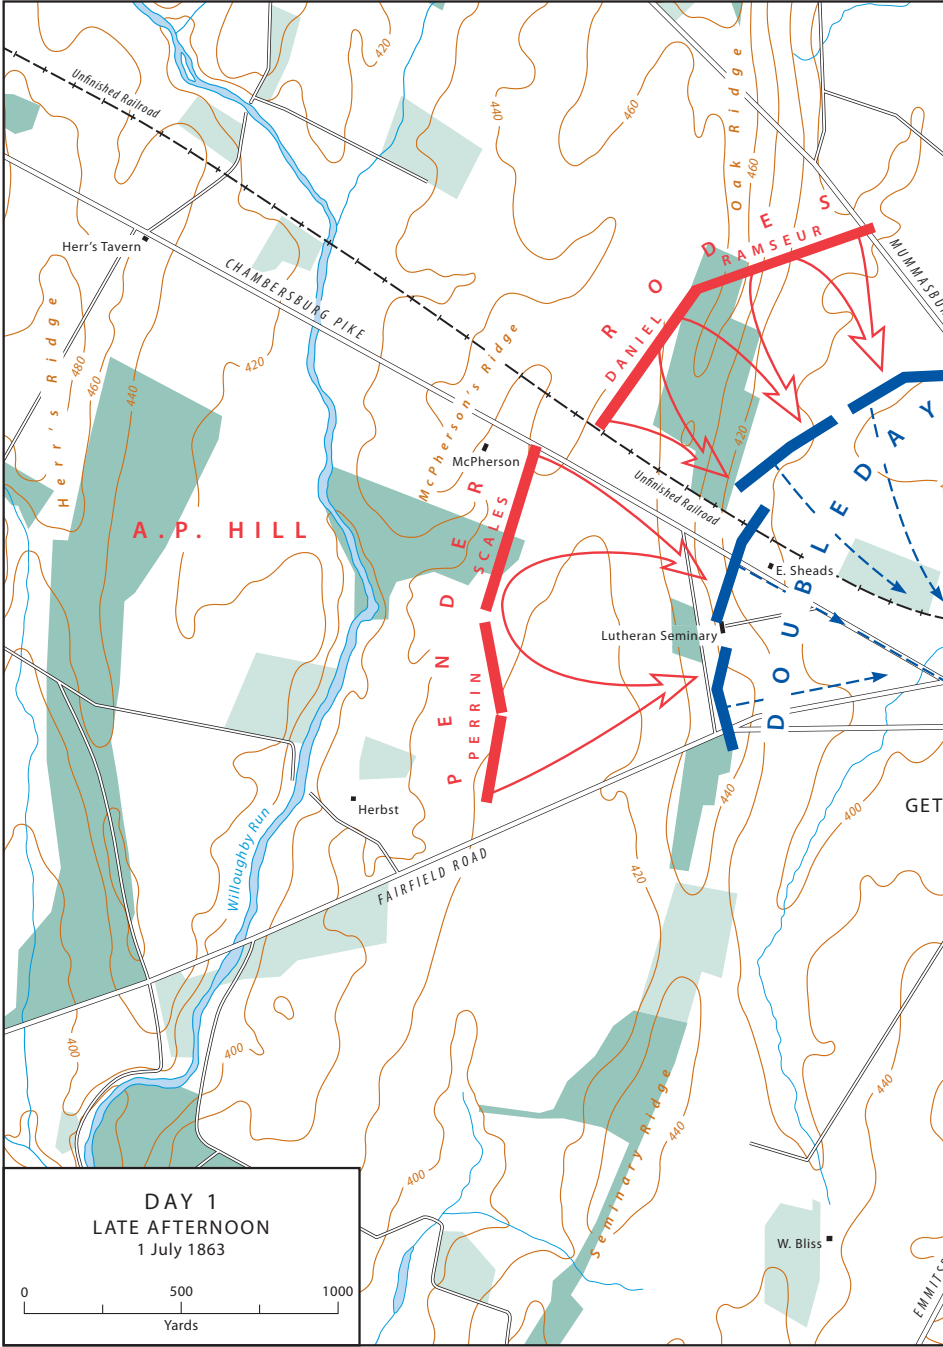 420
Unfinished Railroad
440
460
Oak Ridge
460
Herr's Tavern
CHAMBERSBURG PIKE
RODES
RAMSEUR
DANIEL
MUMMASBU
Herr's Ridge
480
460
440
420
McPherson's Ridge
McPherson
420
Unfinished Railroad
A.P. HILL
PENDER
SCALES
PERRIN
DOUBLEDAY
E. Sheads
Lutheran Seminary
Herbst
Willoughby Run
FAIRFIELD ROAD
440
400
GET
420
400
400
Seminary Ridge
440
440
400
W. Bliss
EMMITSB
DAY 1
LATE AFTERNOON
1 July 1863
0 500 1000
Yards